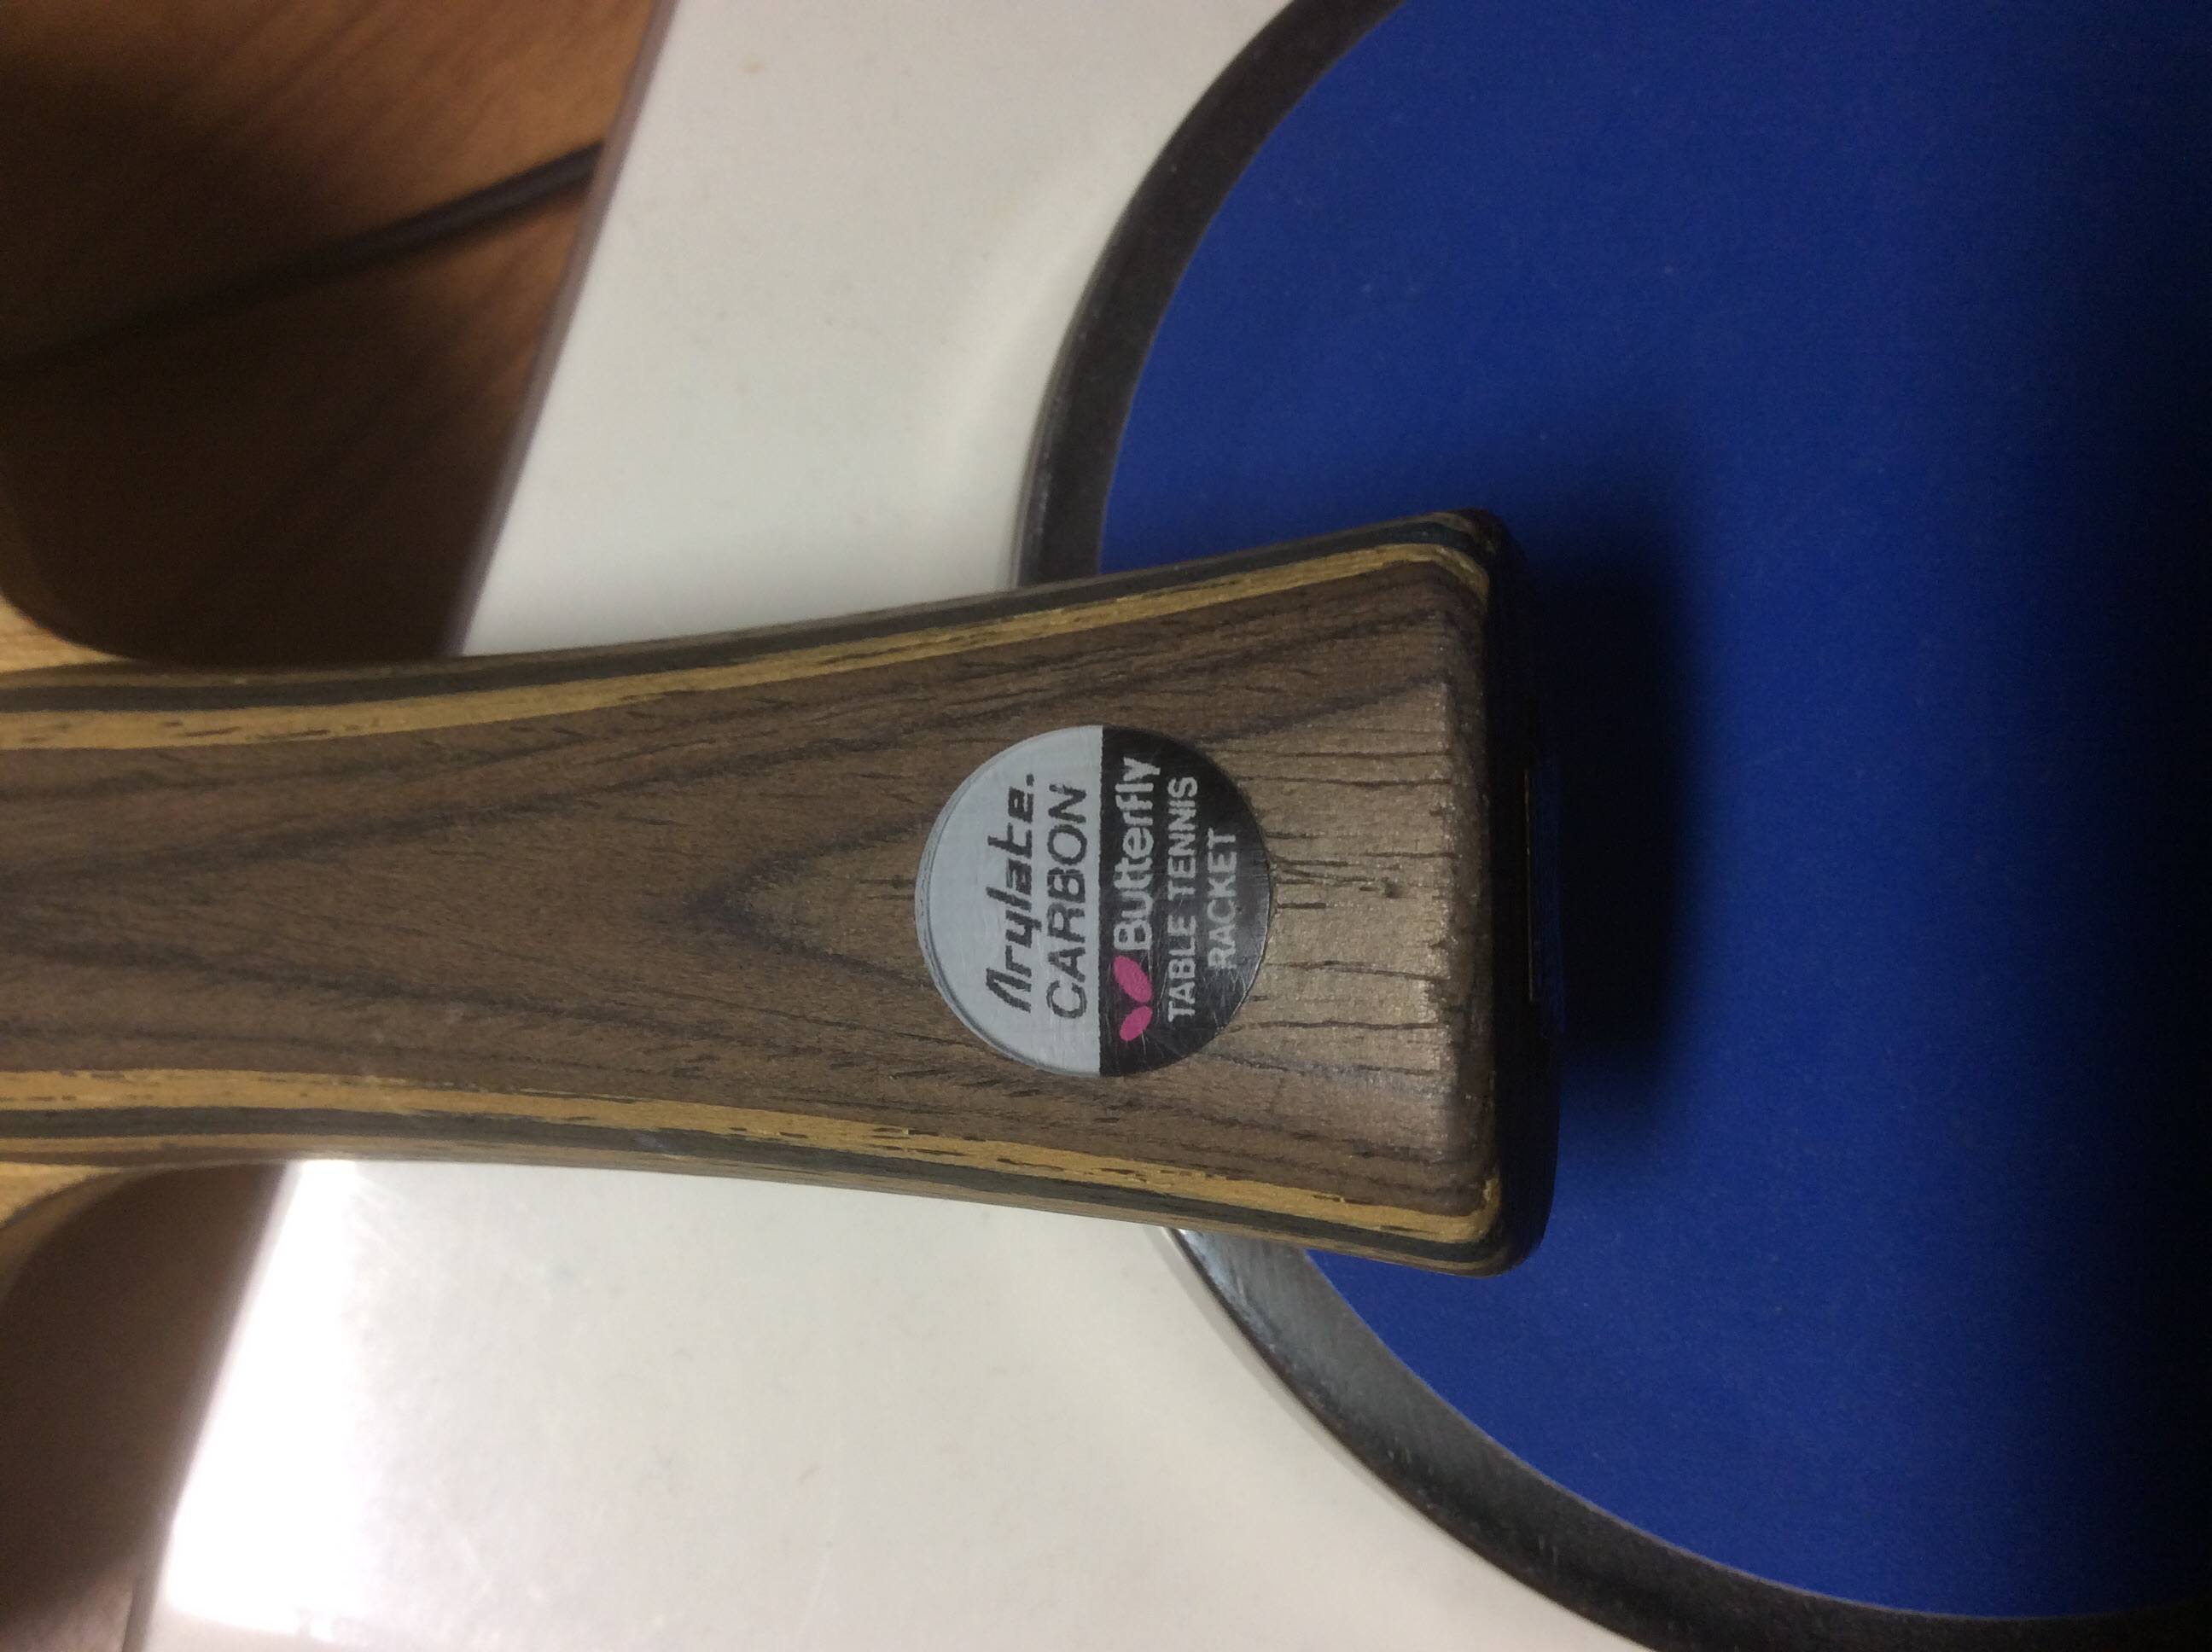 Arylate.
CARBON
Butterfly
TABLE TENNIS
RACKET